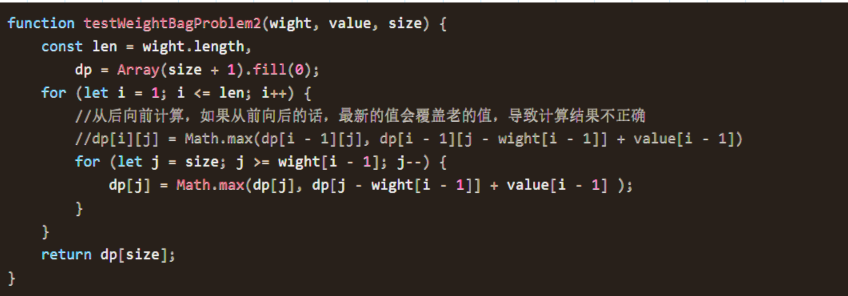 function testWeightBagProblem2(wight, value, size) {
    const len = wight.length,
        dp = Array(size + 1).fill(0);
    for (let i = 1; i <= len; i++) {
        //从后向前计算，如果从前向后的话，最新的值会覆盖老的值，导致计算结果不正确
        //dp[i][j] = Math.max(dp[i - 1][j], dp[i - 1][j - wight[i - 1]] + value[i - 1])
        for (let j = size; j >= wight[i - 1]; j--) {
            dp[j] = Math.max(dp[j], dp[j - wight[i - 1]] + value[i - 1] );
        }
    }
    return dp[size];
}